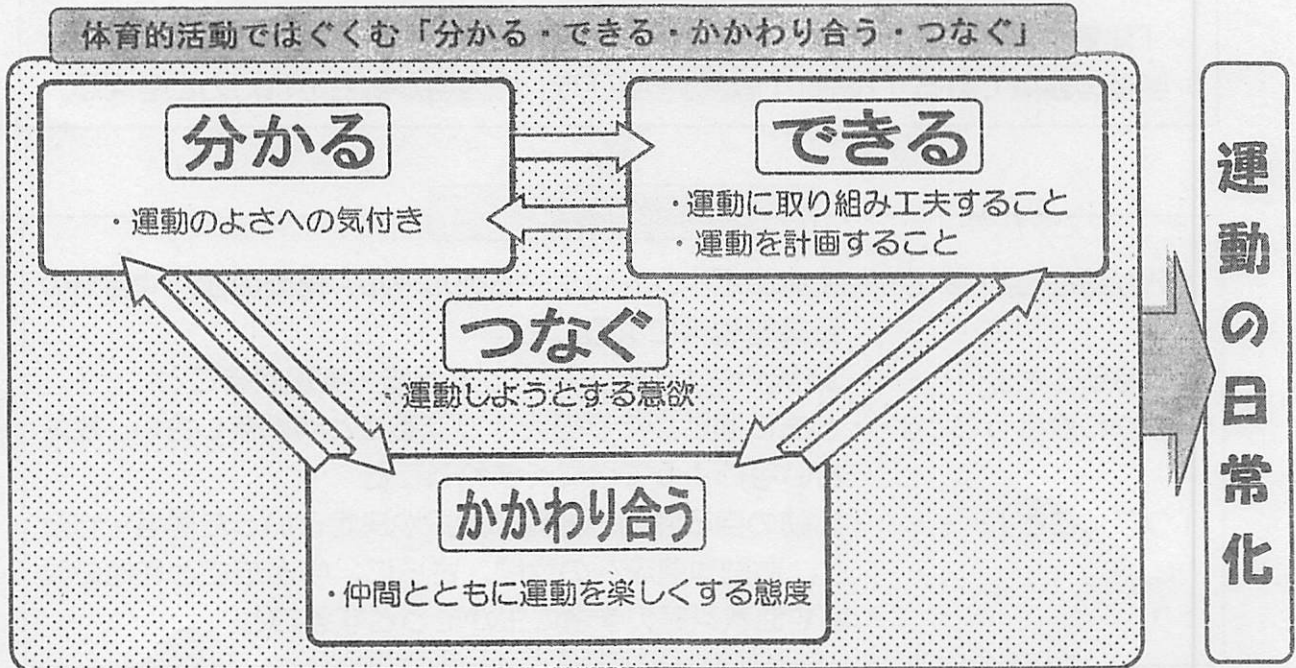 体育的活動ではぐくむ「分かる・できる・かかわり合う・つなぐ」
分かる
・運動のよさへの気付き
できる
・運動に取り組み工夫すること
・運動を計画すること
つなぐ
・運動しようとする意欲
かかわり合う
・仲間とともに運動を楽しくする態度
運動の日常化